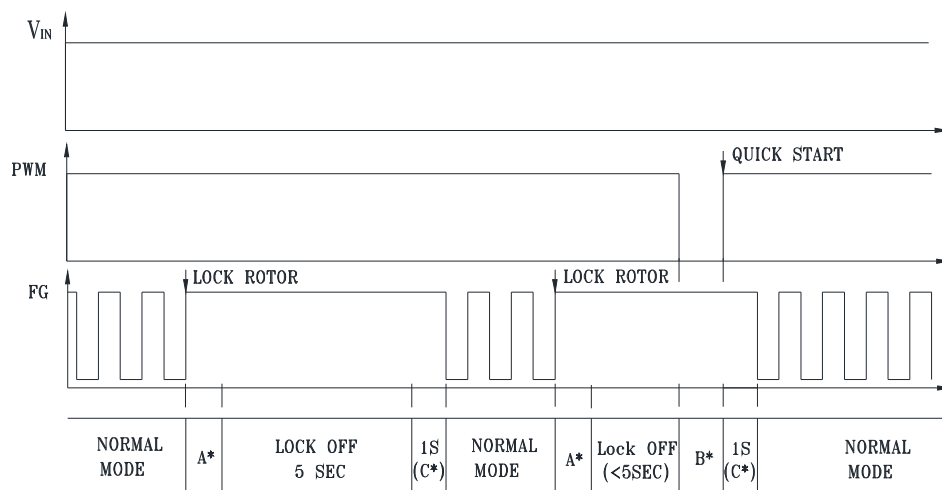 VIN
PWM
QUICK START
FG
LOCK ROTOR
LOCK ROTOR
NORMAL
MODE
A*
LOCK OFF
5 SEC
1S
(C*)
NORMAL
MODE
A*
Lock OFF
(<5SEC)
B*
1S
(C*)
NORMAL
MODE